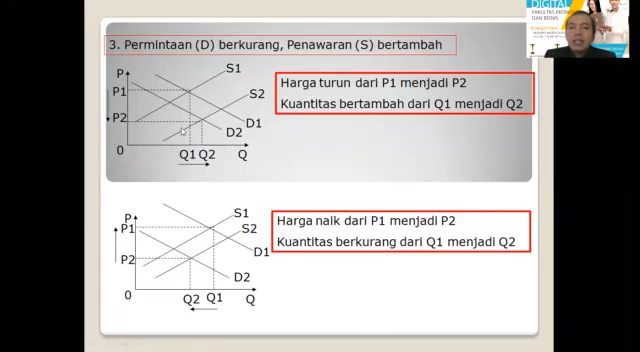 DIGITAL
FAKULTAS EKONOMI
DAN BISNIS
3. Permintaan (D) berkurang, Penawaran (S) bertambah
P
S1
P1
S2
P2
D1
D2
0
Q1 Q2
Q
Harga turun dari P1 menjadi P2
Kuantitas bertambah dari Q1 menjadi Q2
P
S1
P1
S2
D1
P2
D2
0
Q2 Q1
Q
Harga naik dari P1 menjadi P2
Kuantitas berkurang dari Q1 menjadi Q2